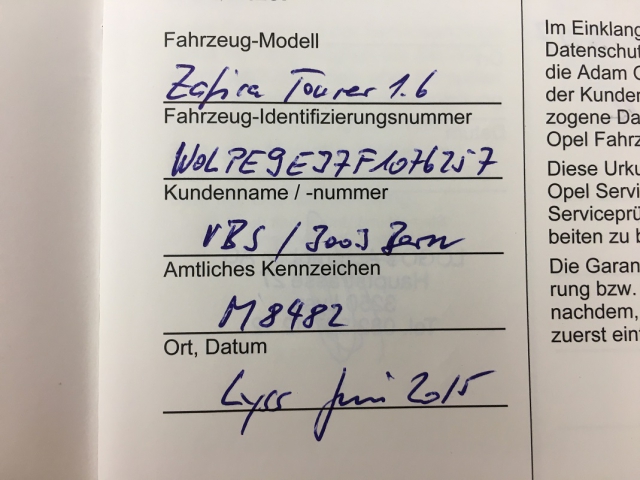 Fahrzeug-Modell
Zafira Tourer 1.6
Fahrzeug-Identifizierungsnummer
W0LPE9EJ7F1076257
Kundenname / -nummer
VBS / 3003 Bern
Amtliches Kennzeichen
M8482
Ort, Datum
Lyss Juni 2015
Im Einklang
Datenschut
die Adam O
der Kunden
zogene Da
Opel Fahrz
Diese Urku
Opel Servi
Serviceprü
beiten zu b
Die Garan
rung bzw.
nachdem,
zuerst ein